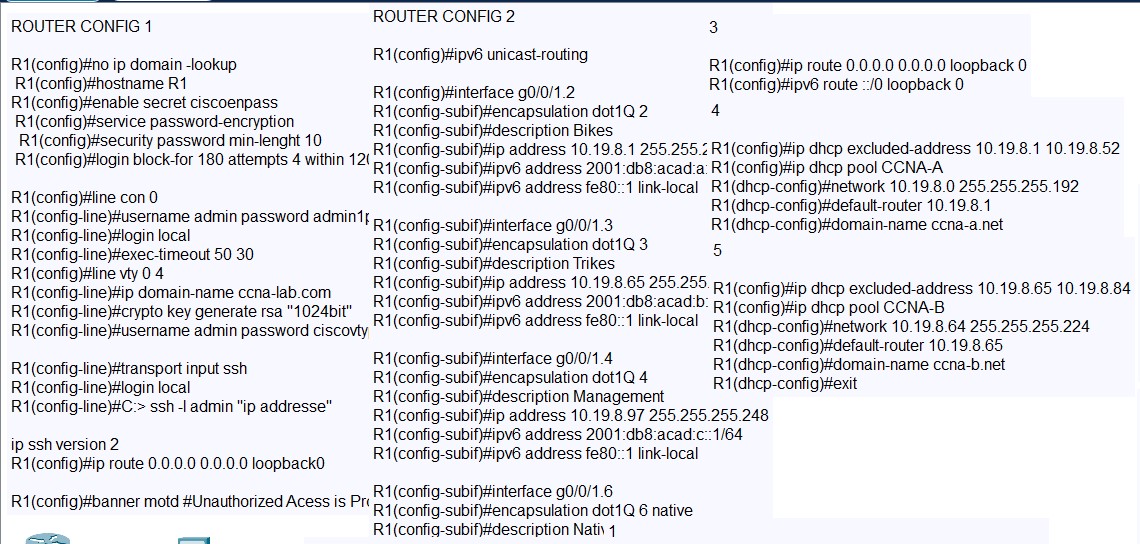 ROUTER CONFIG 1
R1(config)#no ip domain -lookup
R1(config)#hostname R1
R1(config)#enable secret ciscoenpass
R1(config)#service password-encryption
R1(config)#security password min-lenght 10
R1(config)#login block-for 180 attempts 4 within 120
R1(config)#line con 0
R1(config-line)#username admin password admin1p
R1(config-line)#login local
R1(config-line)#exec-timeout 50 30
R1(config)#line vty 0 4
R1(config-line)#ip domain-name ccna-lab.com
R1(config-line)#crypto key generate rsa "1024bit"
R1(config-line)#username admin password ciscovty
R1(config-line)#transport input ssh
R1(config-line)#login local
R1(config-line)#C:> ssh -l admin "ip addresse"
ip ssh version 2
R1(config)#ip route 0.0.0.0 0.0.0.0 loopback0
R1(config)#banner motd #Unauthorized Acess is Pro
ROUTER CONFIG 2
R1(config)#ipv6 unicast-routing
R1(config)#interface g0/0/1.2
R1(config-subif)#encapsulation dot1Q 2
R1(config-subif)#description Bikes
R1(config-subif)#ip address 10.19.8.1 255.255.2
R1(config-subif)#ipv6 address 2001:db8:acad:a:
R1(config-subif)#ipv6 address fe80::1 link-local
R1(config-subif)#interface g0/0/1.3
R1(config-subif)#encapsulation dot1Q 3
R1(config-subif)#description Trikes
R1(config-subif)#ip address 10.19.8.65 255.255.
R1(config-subif)#ipv6 address 2001:db8:acad:b:
R1(config-subif)#ipv6 address fe80::1 link-local
R1(config-subif)#interface g0/0/1.4
R1(config-subif)#encapsulation dot1Q 4
R1(config-subif)#description Management
R1(config-subif)#ip address 10.19.8.97 255.255.255.248
R1(config-subif)#ipv6 address 2001:db8:acad:c::1/64
R1(config-subif)#ipv6 address fe80::1 link-local
R1(config-subif)#interface g0/0/1.6
R1(config-subif)#encapsulation dot1Q 6 native
R1(config-subif)#description Nativ
1
3
R1(config)#ip route 0.0.0.0 0.0.0.0 loopback 0
R1(config)#ipv6 route ::/0 loopback 0
4
R1(config)#ip dhcp excluded-address 10.19.8.1 10.19.8.52
R1(config)#ip dhcp pool CCNA-A
R1(dhcp-config)#network 10.19.8.0 255.255.255.192
R1(dhcp-config)#default-router 10.19.8.1
R1(dhcp-config)#domain-name ccna-a.net
5
R1(config)#ip dhcp excluded-address 10.19.8.65 10.19.8.84
R1(config)#ip dhcp pool CCNA-B
R1(dhcp-config)#network 10.19.8.64 255.255.255.224
R1(dhcp-config)#default-router 10.19.8.65
R1(dhcp-config)#domain-name ccna-b.net
R1(dhcp-config)#exit